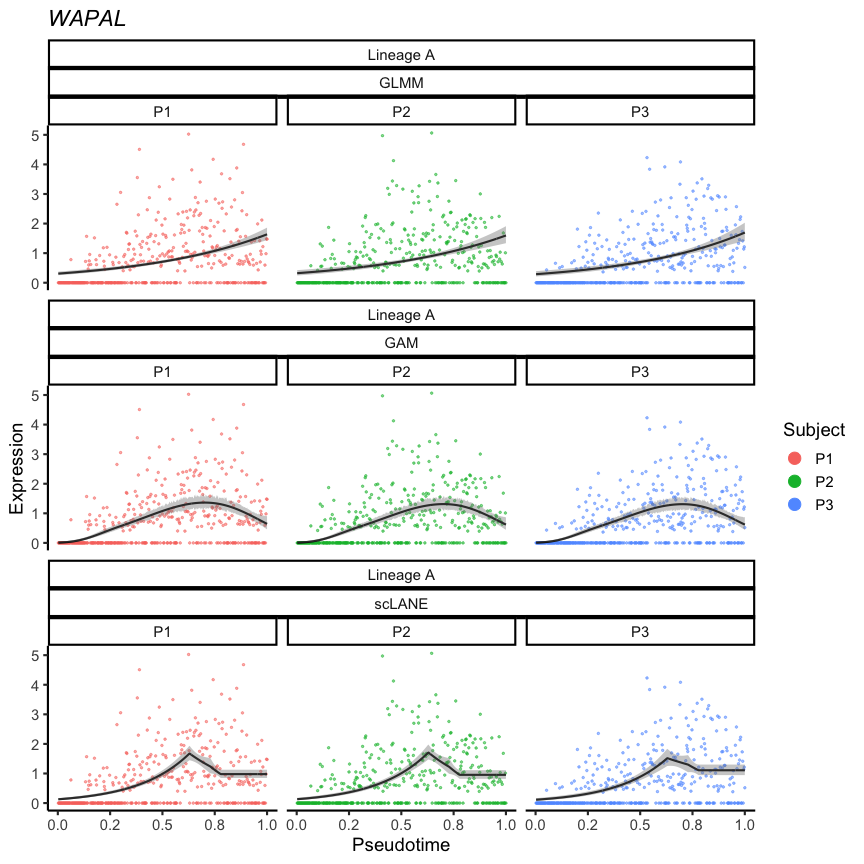 WAPAL
Lineage A
GLMM
P1 P2 P3
5
4
3
2
1
0
Lineage A
GAM
P1 P2 P3
5
4
3
2
1
0
Lineage A
scLANE
P1 P2 P3
5
4
3
2
1
0
0.0 0.2 0.5 0.8 1.0 0.0 0.2 0.5 0.8 1.0 0.0 0.2 0.5 0.8 1.0
Pseudotime
Expression
Subject
P1
P2
P3